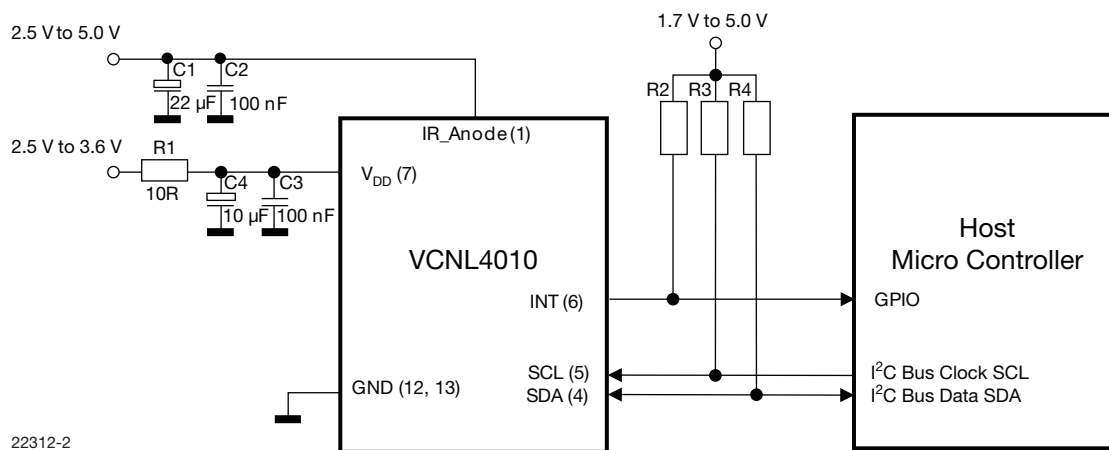 1.7 V to 5.0 V
2.5 V to 5.0 V
C1 C2
22 µF 100 nF
R2 R3 R4
IR_Anode (1)
2.5 V to 3.6 V
R1
10R
C4 C3
10 µF 100 nF
V_DD (7)
VCNL4010
Host
Micro Controller
INT (6)
GPIO
GND (12, 13)
SCL (5)
SDA (4)
I²C Bus Clock SCL
I²C Bus Data SDA
22312-2